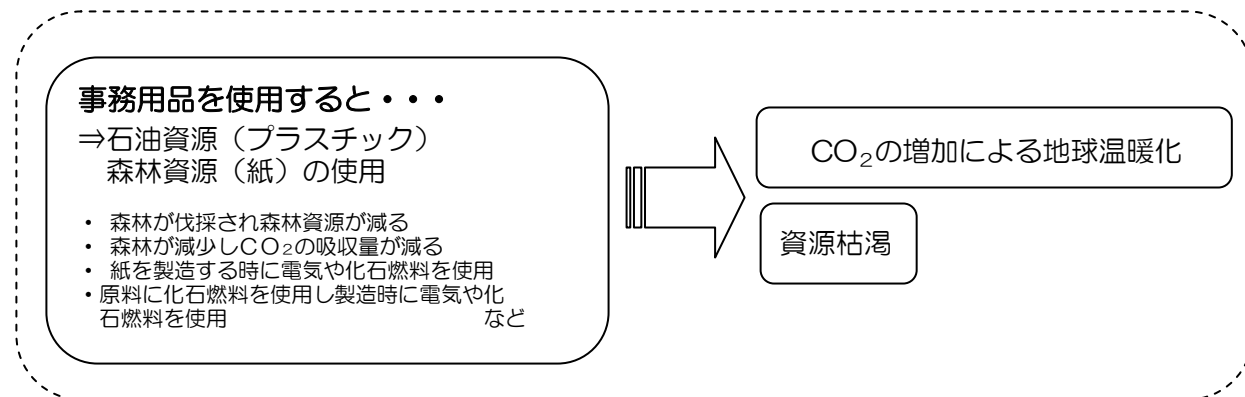 事務用品を使用すると・・・
⇒石油資源（プラスチック）
森林資源（紙）の使用
・ 森林が伐採され森林資源が減る
・ 森林が減少しCO₂の吸収量が減る
・ 紙を製造する時に電気や化石燃料を使用
・原料に化石燃料を使用し製造時に電気や化
石燃料を使用 など
CO₂の増加による地球温暖化
資源枯渇